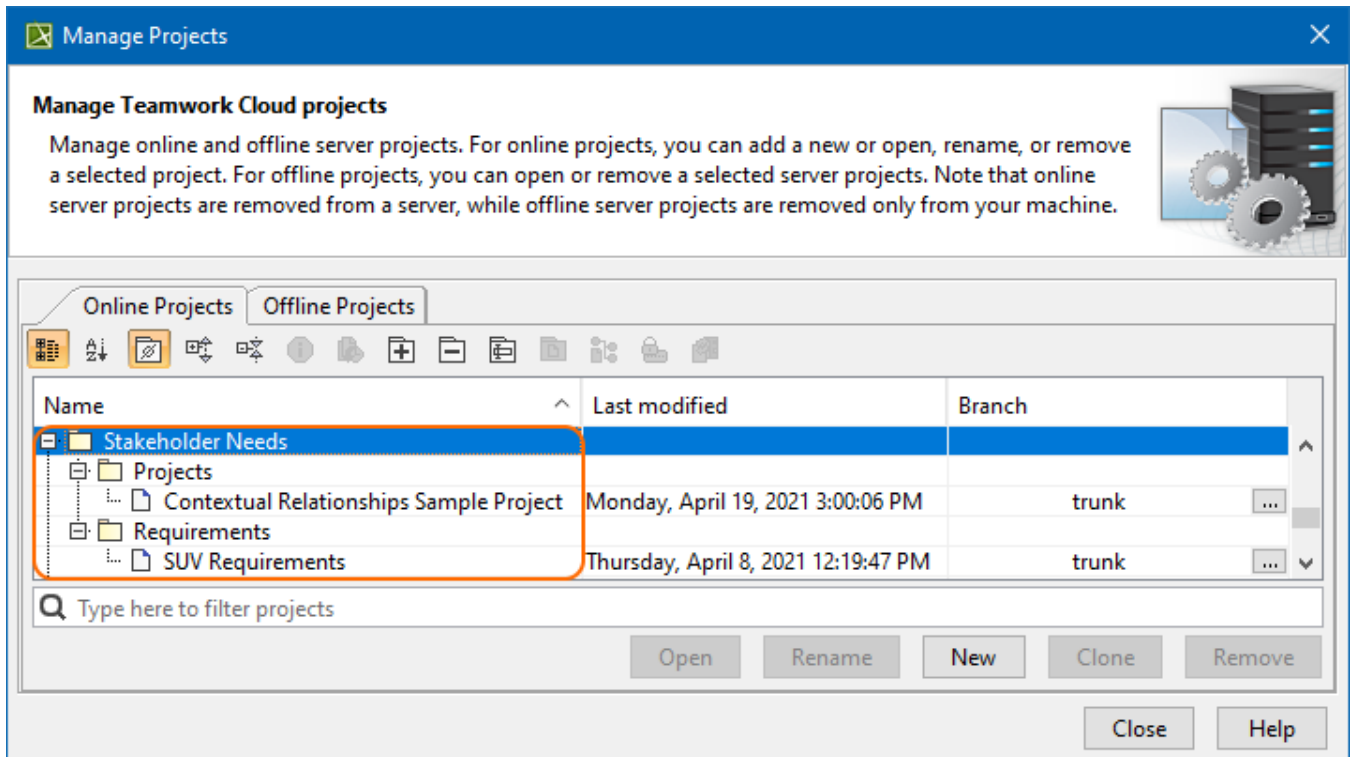 Manage Projects
Manage Teamwork Cloud projects
Manage online and offline server projects. For online projects, you can add a new or open, rename, or remove
a selected project. For offline projects, you can open or remove a selected server projects. Note that online
server projects are removed from a server, while offline server projects are removed only from your machine.
Online Projects Offline Projects
Name Last modified Branch
Stakeholder Needs
Projects
Contextual Relationships Sample Project Monday, April 19, 2021 3:00:06 PM trunk ...
Requirements
SUV Requirements Thursday, April 8, 2021 12:19:47 PM trunk ...
Type here to filter projects
Open Rename New Clone Remove
Close Help